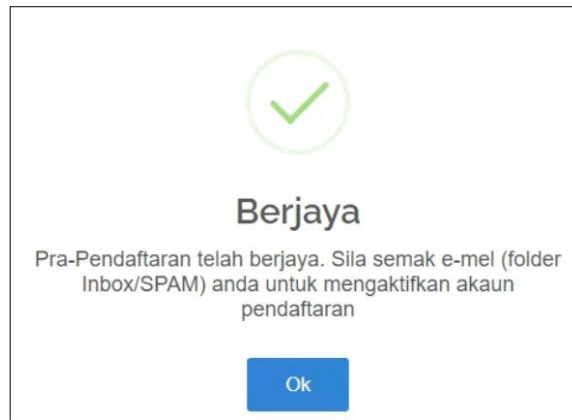 Berjaya
Pra-Pendaftaran telah berjaya. Sila semak e-mel (folder
Inbox/SPAM) anda untuk mengaktifkan akaun
pendaftaran
Ok